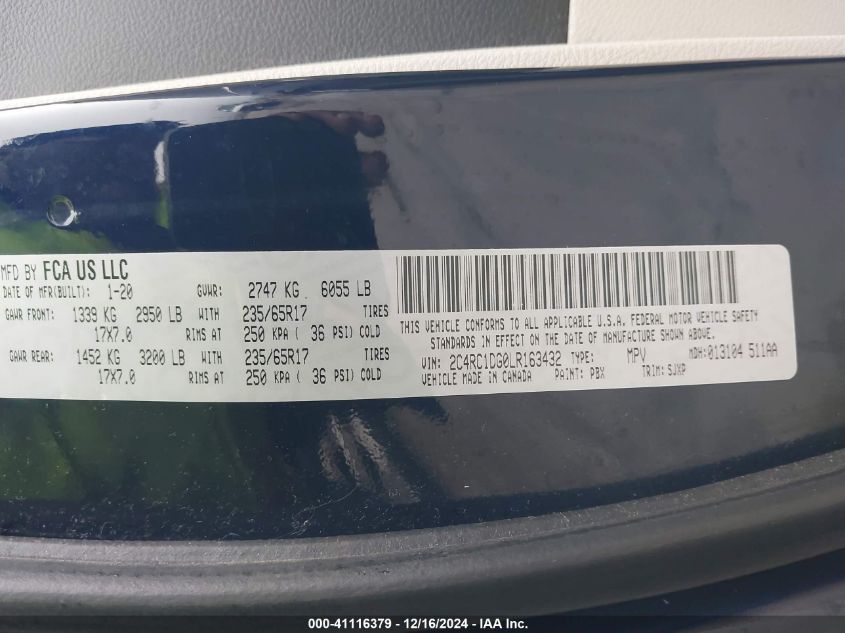 MFD BY FCA US LLC
DATE OF MFR(BUILT): 1-20 GVWR: 2747 KG 6055 LB
GAWR FRONT: 1339 KG 2950 LB WITH 235/65R17 TIRES
17X7.0 RIMS AT 250 KPA ( 36 PSI) COLD
GAWR REAR: 1452 KG 3200 LB WITH 235/65R17 TIRES
17X7.0 RIMS AT 250 KPA ( 36 PSI) COLD
THIS VEHICLE CONFORMS TO ALL APPLICABLE U.S.A. FEDERAL MOTOR VEHICLE SAFETY
STANDARDS IN EFFECT ON THE DATE OF MANUFACTURE SHOWN ABOVE.
VIN: 2C4RC1DG0LR163432 TYPE: MPV MDH:013104 511AA
VEHICLE MADE IN CANADA PAINT: PBX TRIM: SJXP
000-41116379 - 12/16/2024 - IAA Inc.